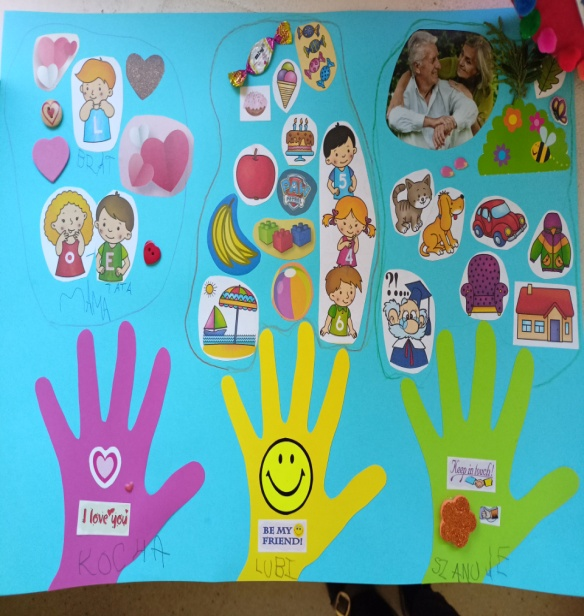 L
BRAT
O
E
MAMA
TATA
5
4
6
?!
I love you
KOCHA
BE MY
FRIEND!
LUBI
Keep in touch!
SZANUJE